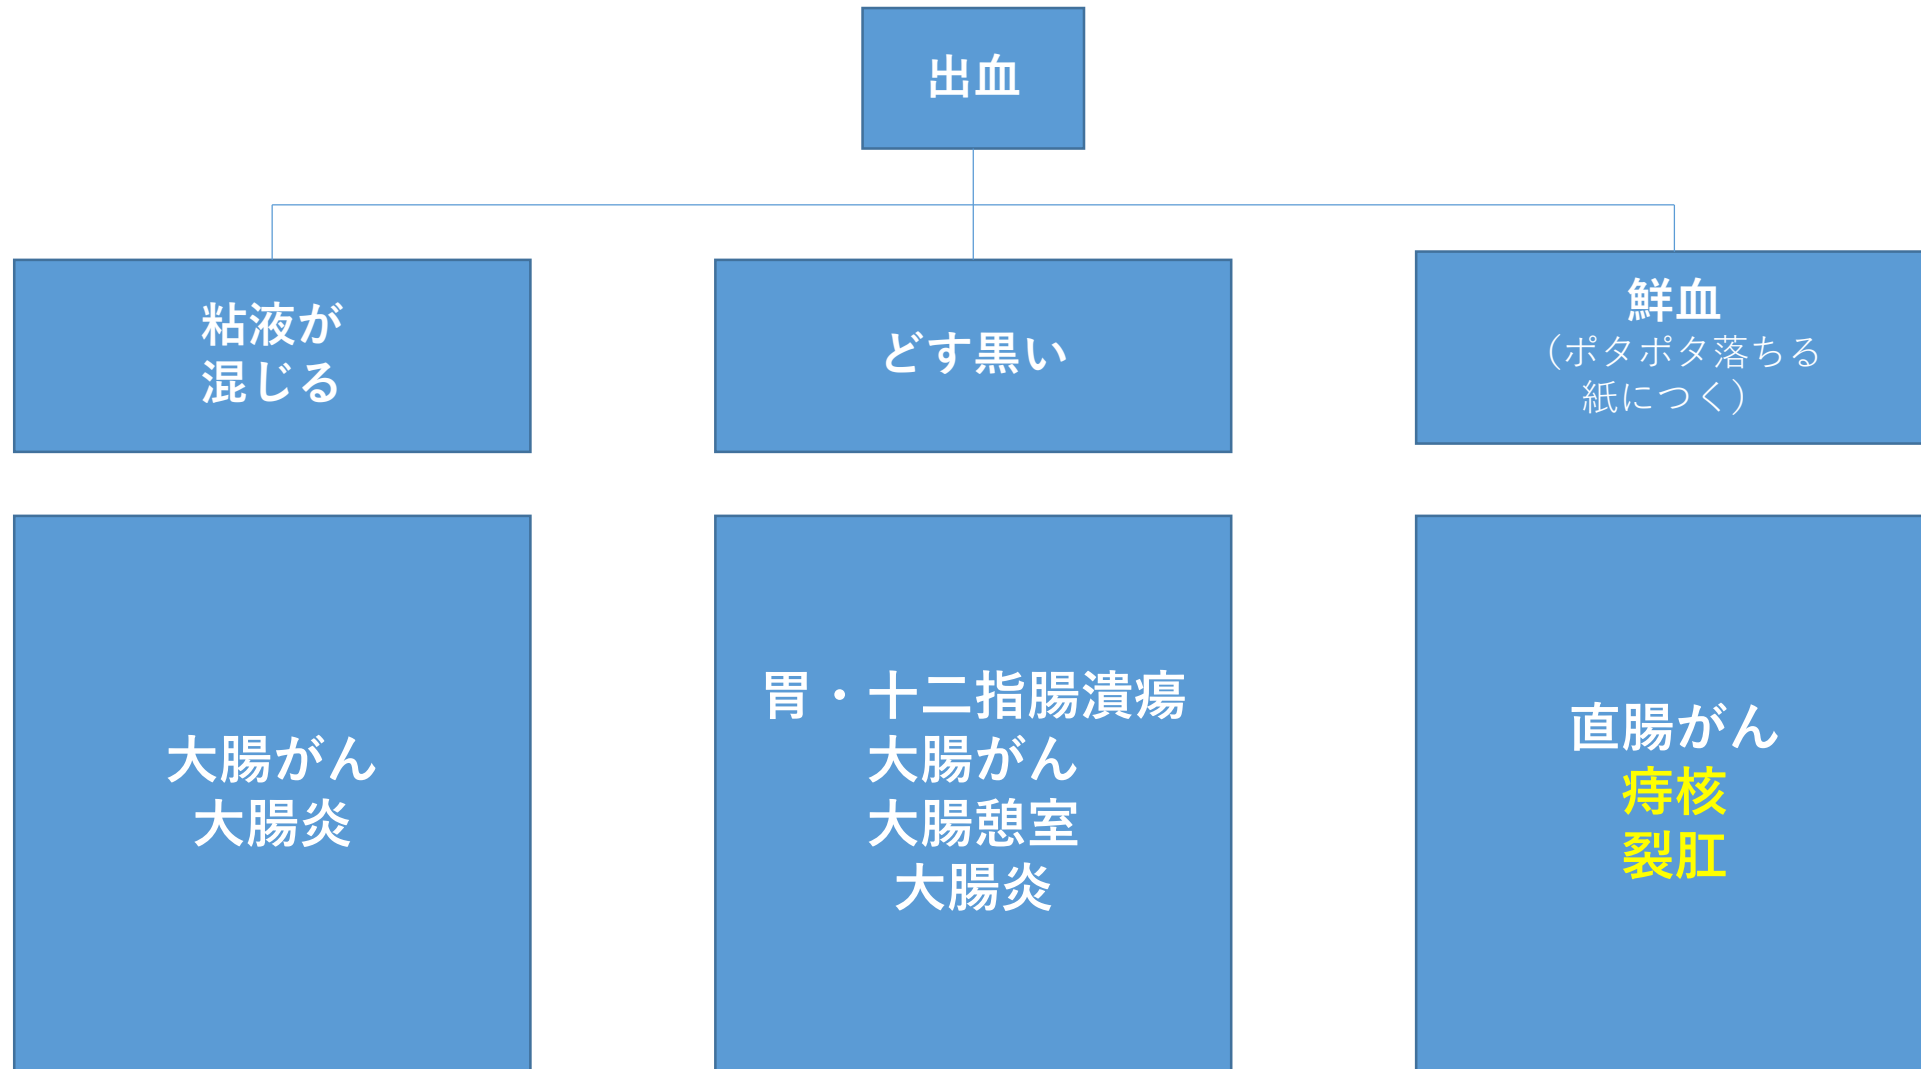 出血
粘液が
混じる
どす黒い
鮮血
（ポタポタ落ちる
紙につく）
大腸がん
大腸炎
胃・十二指腸潰瘍
大腸がん
大腸憩室
大腸炎
直腸がん
痔核
裂肛